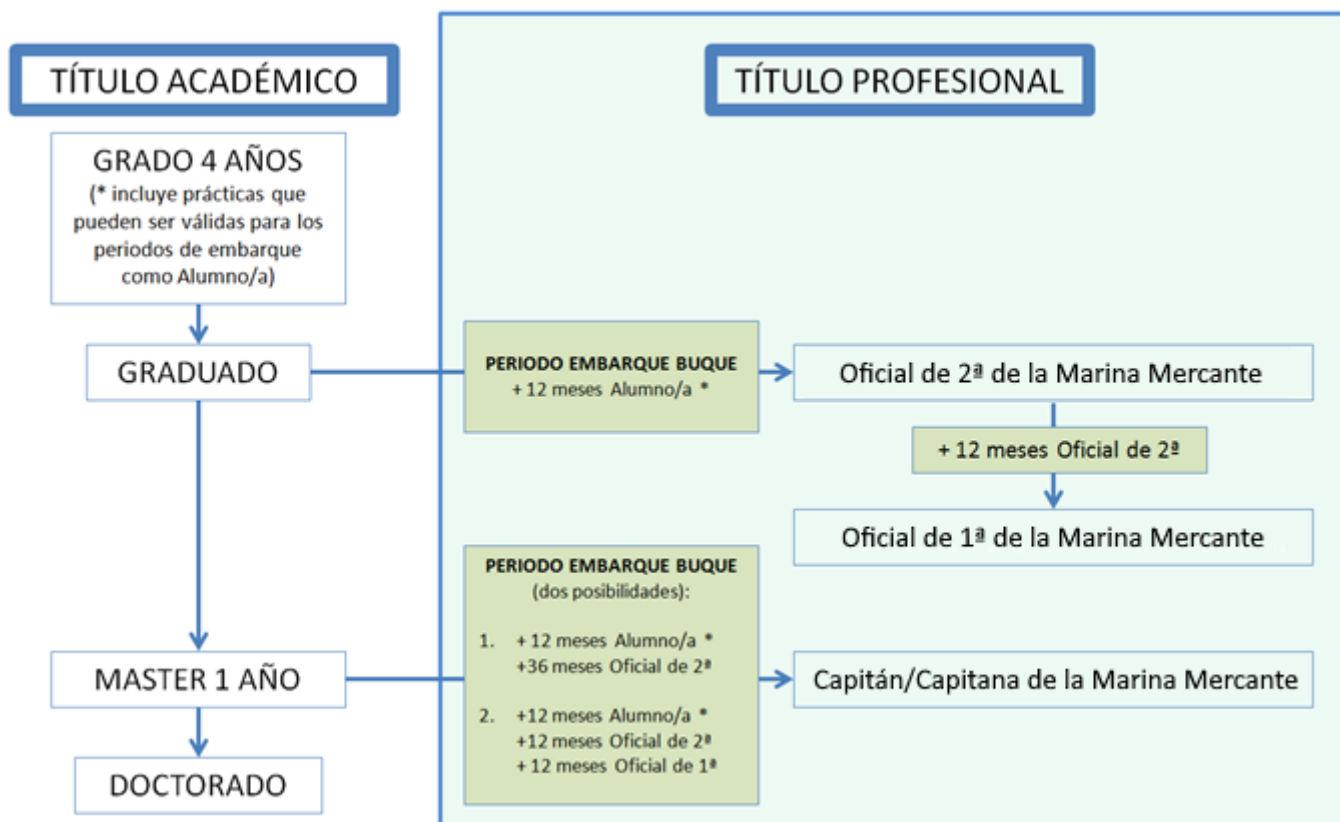 TÍTULO ACADÉMICO
TÍTULO PROFESIONAL
GRADO 4 AÑOS
(* incluye prácticas que
pueden ser válidas para los
periodos de embarque
como Alumno/a)
GRADUADO
PERIODO EMBARQUE BUQUE
+ 12 meses Alumno/a *
Oficial de 2ª de la Marina Mercante
+ 12 meses Oficial de 2ª
Oficial de 1ª de la Marina Mercante
PERIODO EMBARQUE BUQUE
(dos posibilidades):
1. + 12 meses Alumno/a *
+36 meses Oficial de 2ª
2. +12 meses Alumno/a *
+12 meses Oficial de 2ª
+ 12 meses Oficial de 1ª
MASTER 1 AÑO
Capitán/Capitana de la Marina Mercante
DOCTORADO